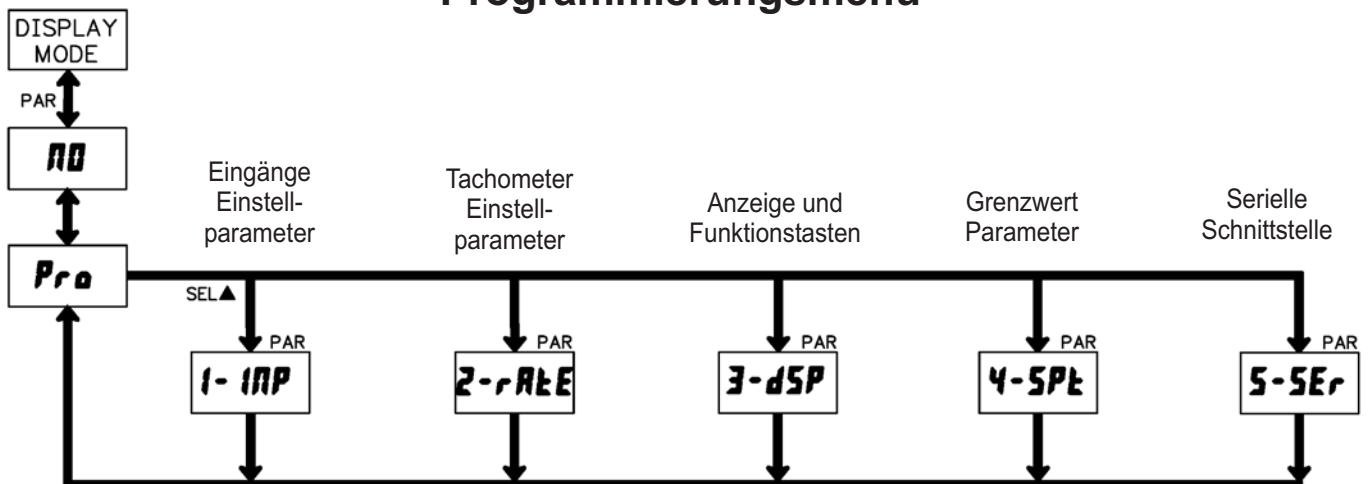 Programmierungsmenü
DISPLAY
MODE
PAR
NO
Pro
Eingänge
Einstell-
parameter
Tachometer
Einstell-
parameter
Anzeige und
Funktionstasten
Grenzwert
Parameter
Serielle
Schnittstelle
SEL▲
PAR
PAR
PAR
PAR
PAR
1-INP
2-rAtE
3-dSP
4-SPt
5-SEr